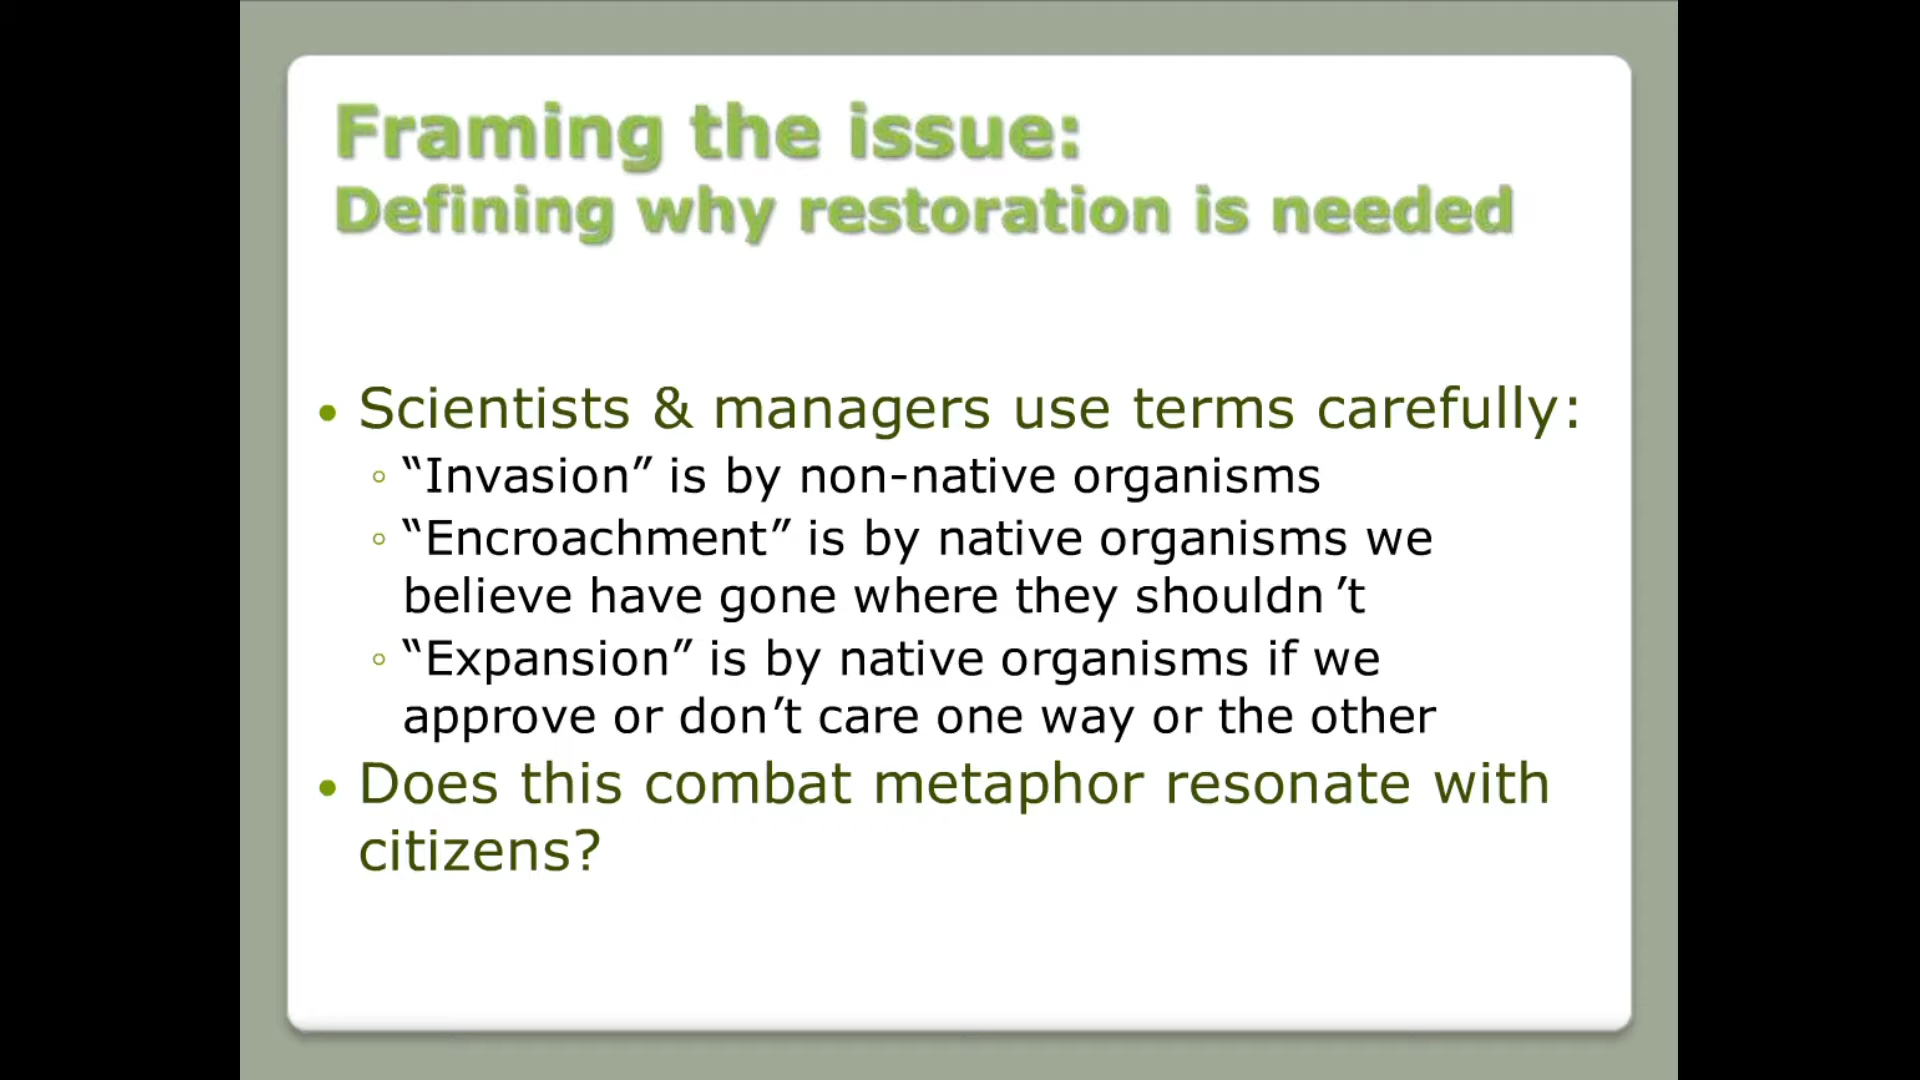 Framing the issue:
Defining why restoration is needed
• Scientists & managers use terms carefully:
◦ “Invasion” is by non-native organisms
◦ “Encroachment” is by native organisms we
believe have gone where they shouldn’t
◦ “Expansion” is by native organisms if we
approve or don’t care one way or the other
• Does this combat metaphor resonate with
citizens?